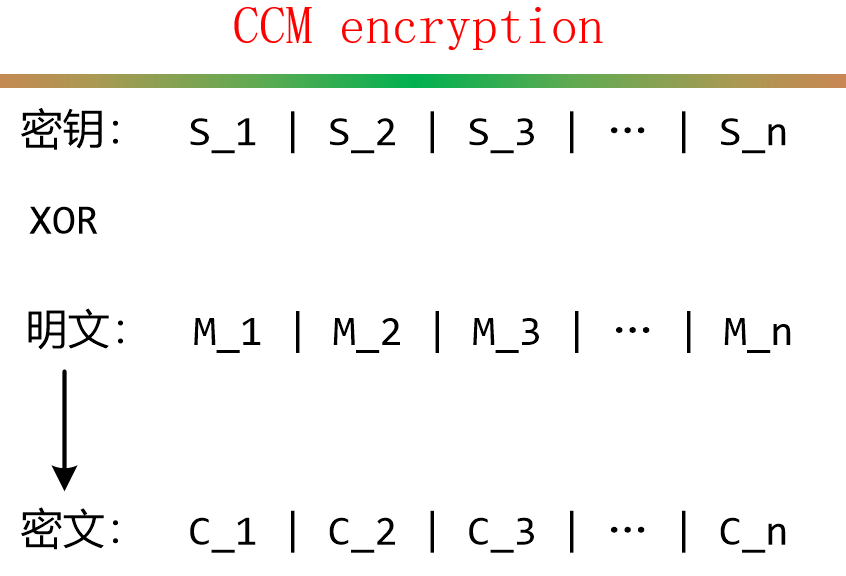 CCM encryption
密钥: S_1 | S_2 | S_3 | … | S_n
XOR
明文: M_1 | M_2 | M_3 | … | M_n
密文: C_1 | C_2 | C_3 | … | C_n